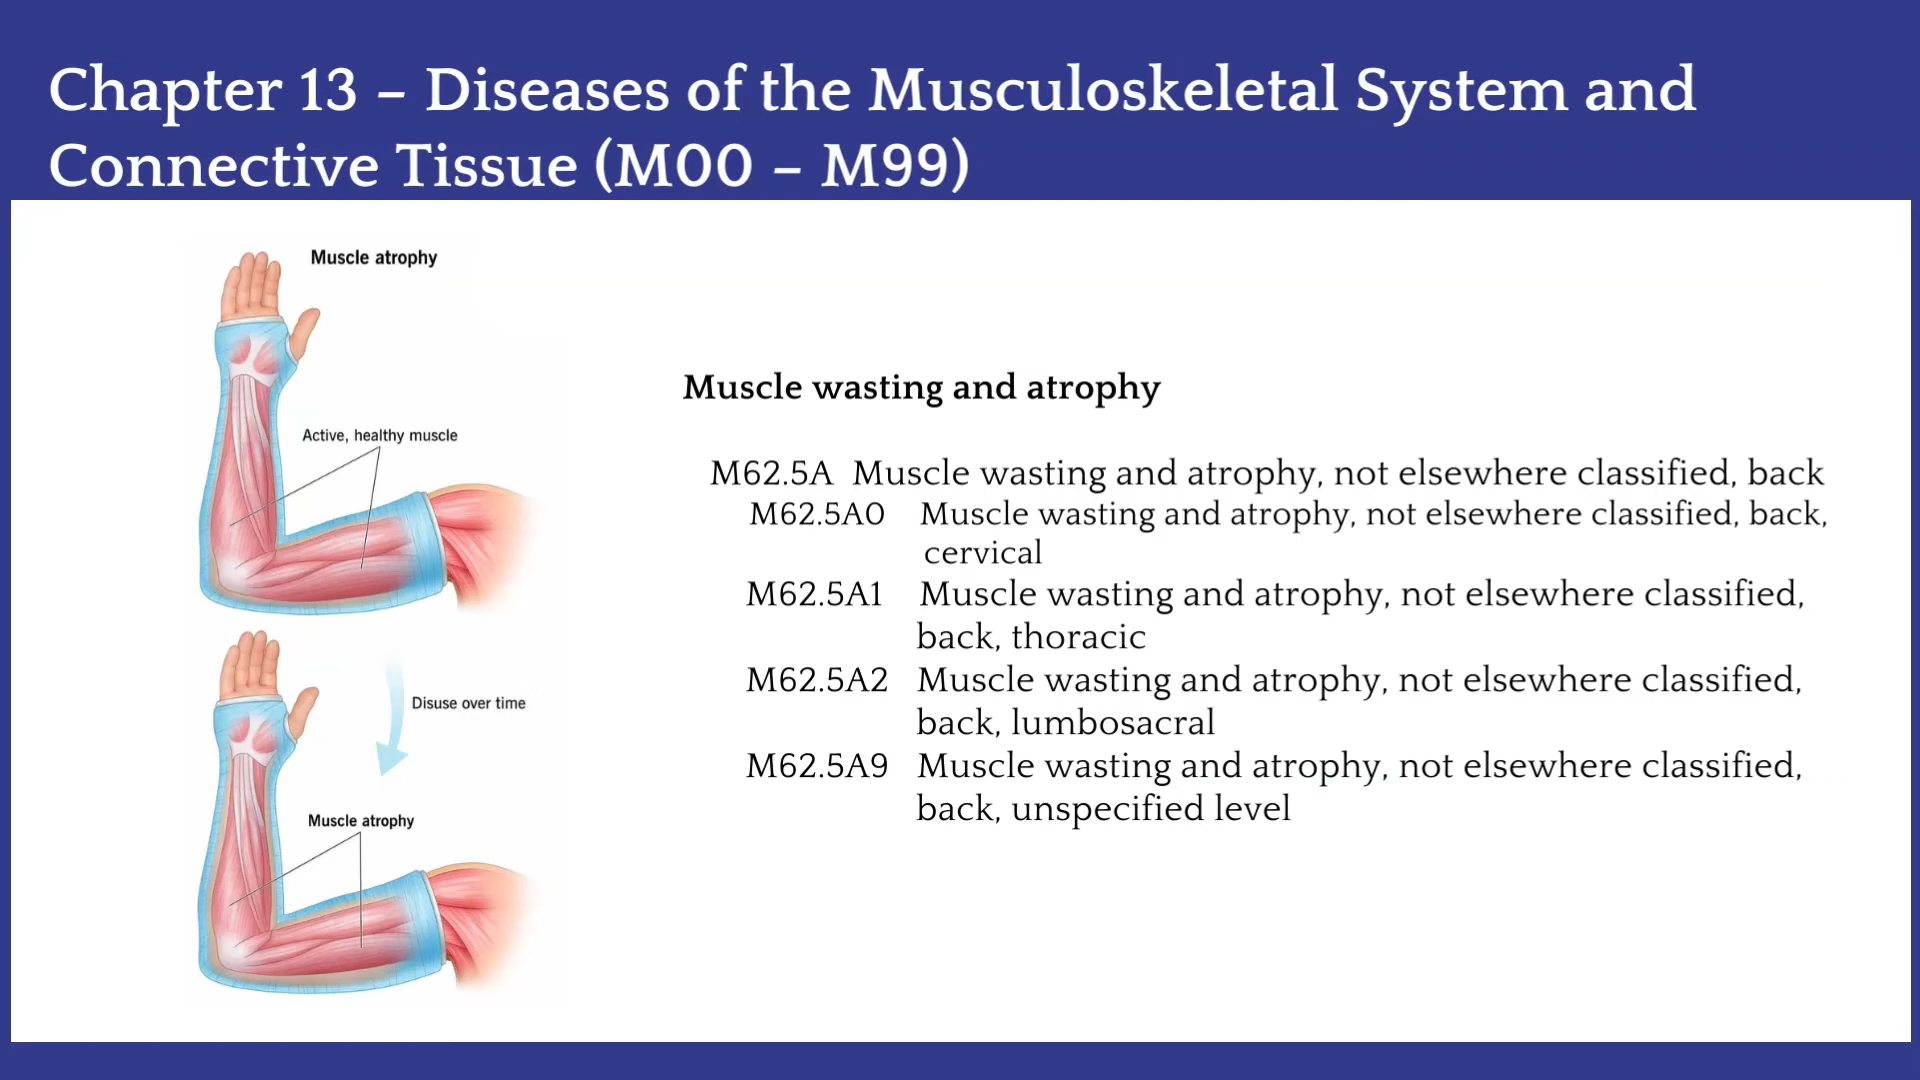 Chapter 13 – Diseases of the Musculoskeletal System and
Connective Tissue (M00 – M99)
Muscle atrophy
Active, healthy muscle
Disuse over time
Muscle atrophy
Muscle wasting and atrophy
M62.5A Muscle wasting and atrophy, not elsewhere classified, back
M62.5A0 Muscle wasting and atrophy, not elsewhere classified, back,
cervical
M62.5A1 Muscle wasting and atrophy, not elsewhere classified,
back, thoracic
M62.5A2 Muscle wasting and atrophy, not elsewhere classified,
back, lumbosacral
M62.5A9 Muscle wasting and atrophy, not elsewhere classified,
back, unspecified level